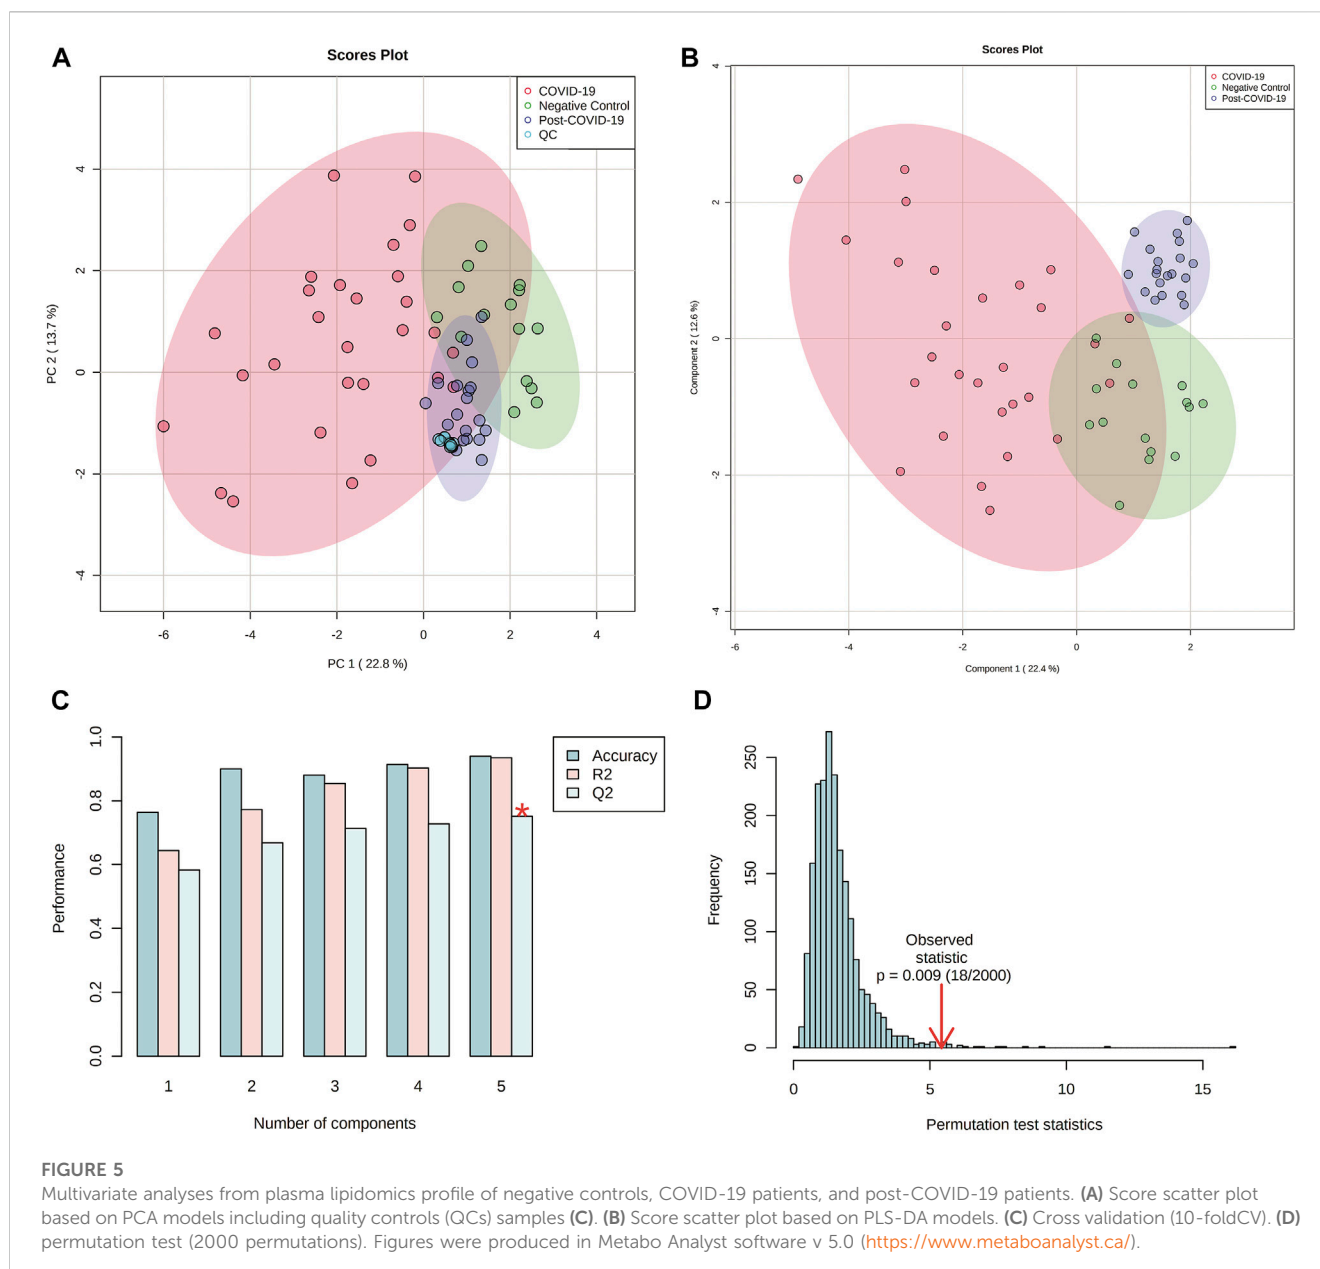 A
Scores Plot
COVID-19
Negative Control
Post-COVID-19
QC
4
2
0
-2
-4
PC 2 ( 13.7 %)
-6
-4
-2
0
2
4
PC 1 ( 22.8 %)
B
Scores Plot
COVID-19
Negative Control
Post-COVID-19
4
2
0
-2
-4
Component 2 ( 12.6 %)
-6
-4
-2
0
2
Component 1 ( 22.4 %)
C
1.0
0.8
0.6
0.4
0.2
0.0
Performance
Accuracy
R2
Q2
*
1
2
3
4
5
Number of components
D
250
200
150
100
50
0
Frequency
Observed
statistic
p = 0.009 (18/2000)
0
5
10
15
Permutation test statistics
FIGURE 5
Multivariate analyses from plasma lipidomics profile of negative controls, COVID-19 patients, and post-COVID-19 patients. (A) Score scatter plot
based on PCA models including quality controls (QCs) samples (C). (B) Score scatter plot based on PLS-DA models. (C) Cross validation (10-foldCV). (D)
permutation test (2000 permutations). Figures were produced in Metabo Analyst software v 5.0 (https://www.metaboanalyst.ca/).